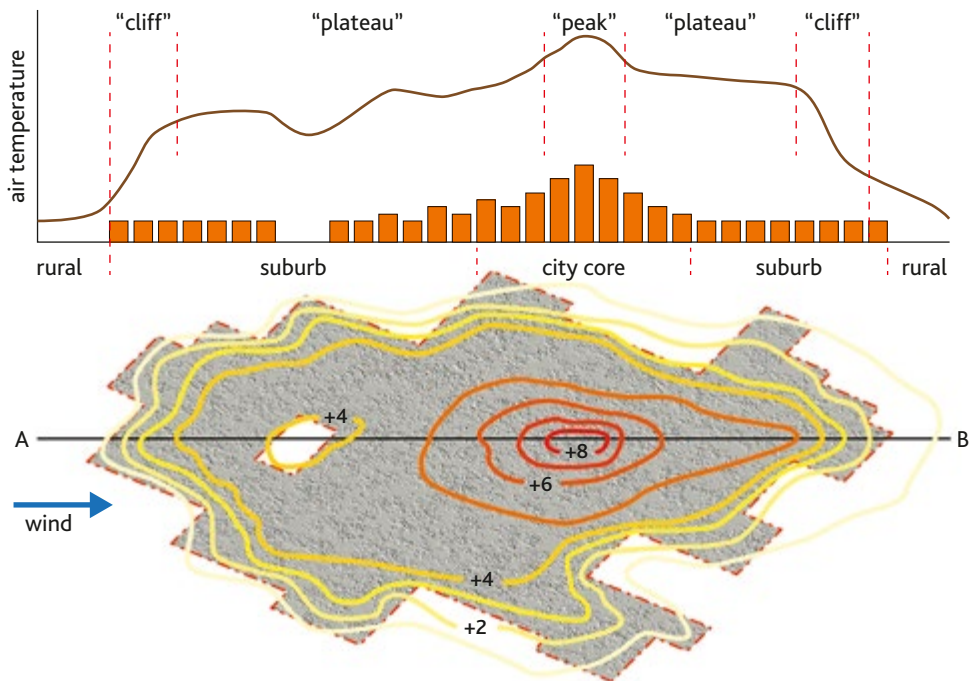 “cliff” “plateau” “peak” “plateau” “cliff”
air temperature
rural suburb city core suburb rural
+4
A B
+8
+6
wind
+4
+2